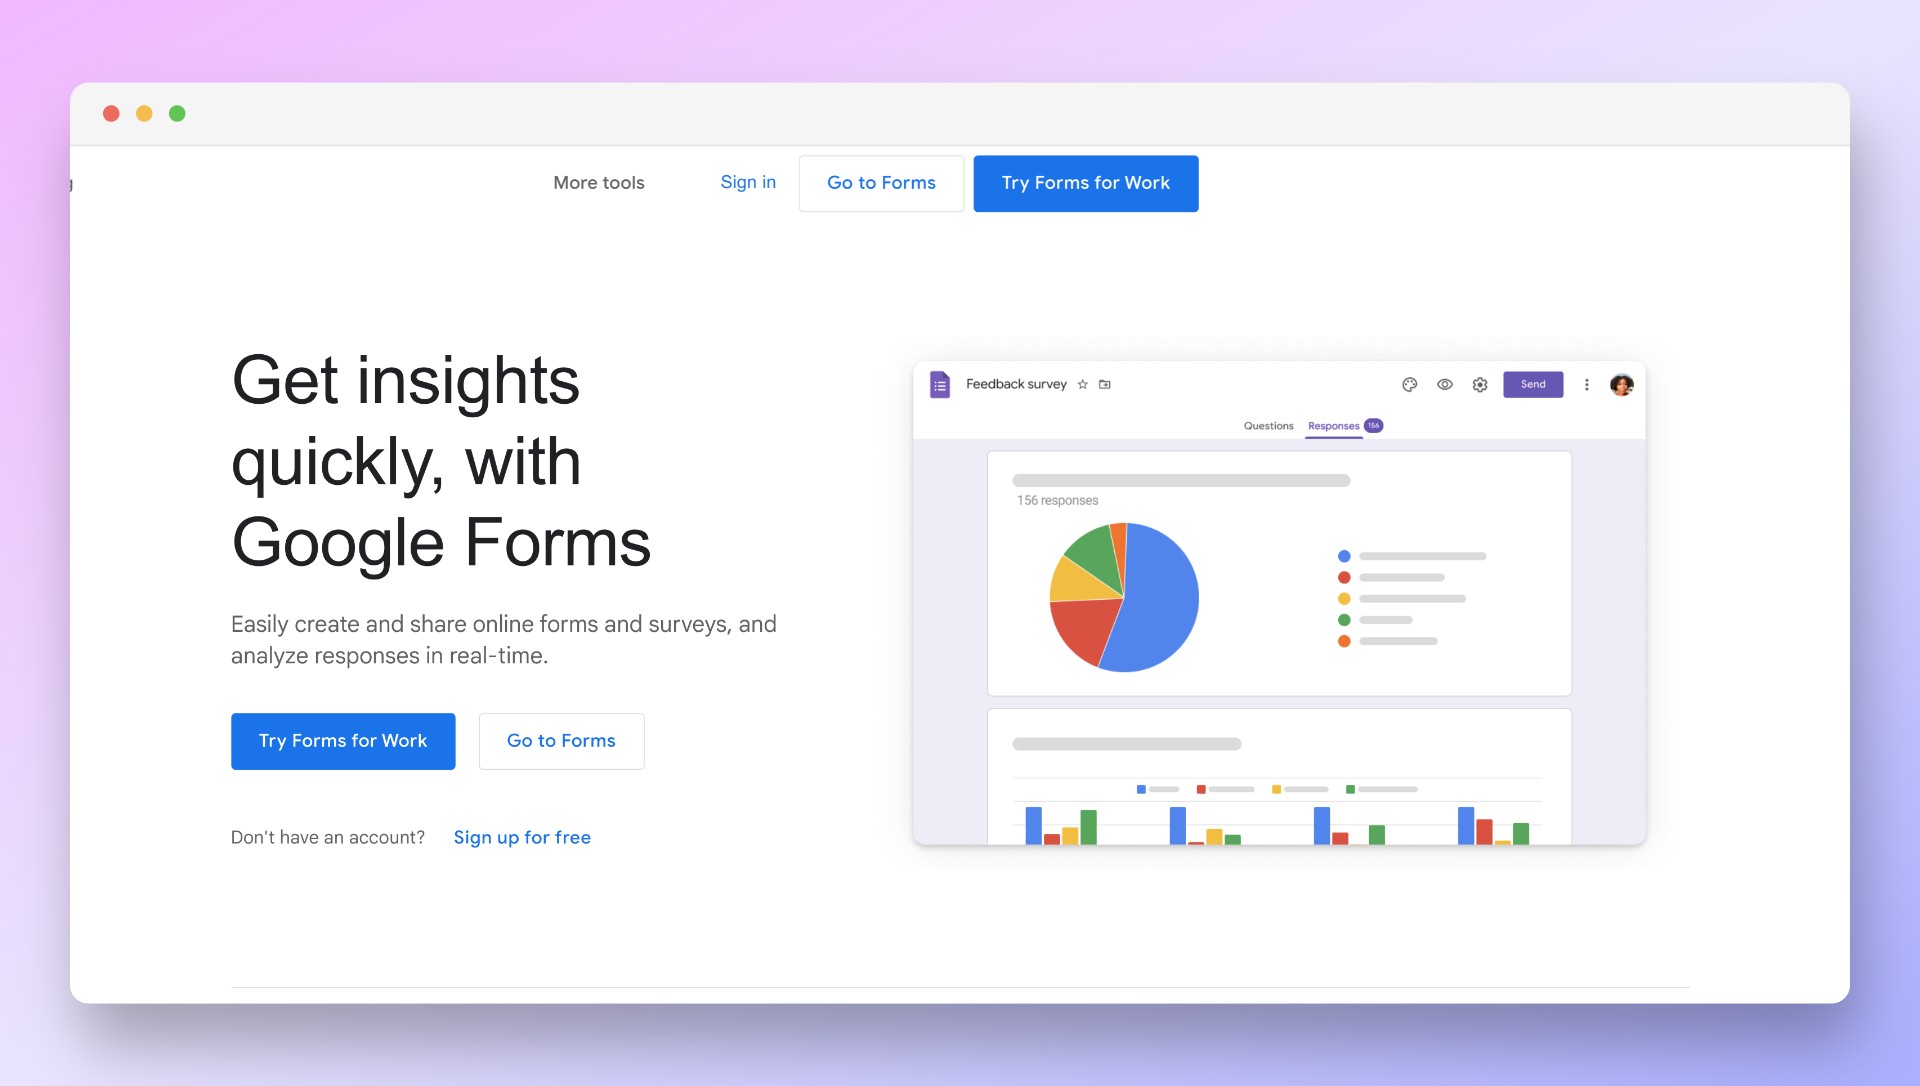 More tools
Sign in
Go to Forms
Try Forms for Work
Get insights
quickly, with
Google Forms
Easily create and share online forms and surveys, and
analyze responses in real-time.
Try Forms for Work
Go to Forms
Don't have an account? Sign up for free
Feedback survey
Send
Questions
Responses 156
156 responses